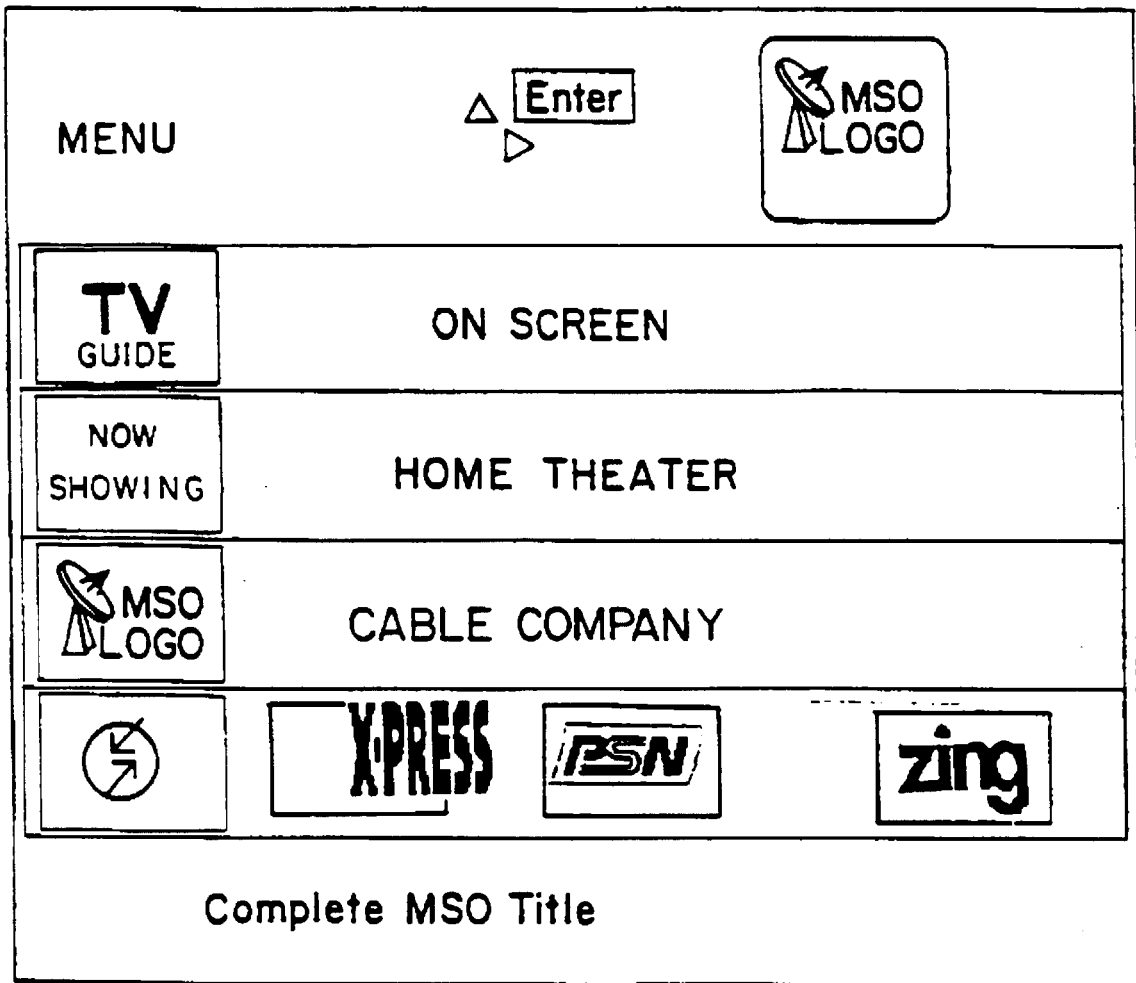 MENU
Enter
MSO
LOGO
TV
GUIDE
ON SCREEN
NOW
SHOWING
HOME THEATER
MSO
LOGO
CABLE COMPANY
X·PRESS
PSN
zing
Complete MSO Title